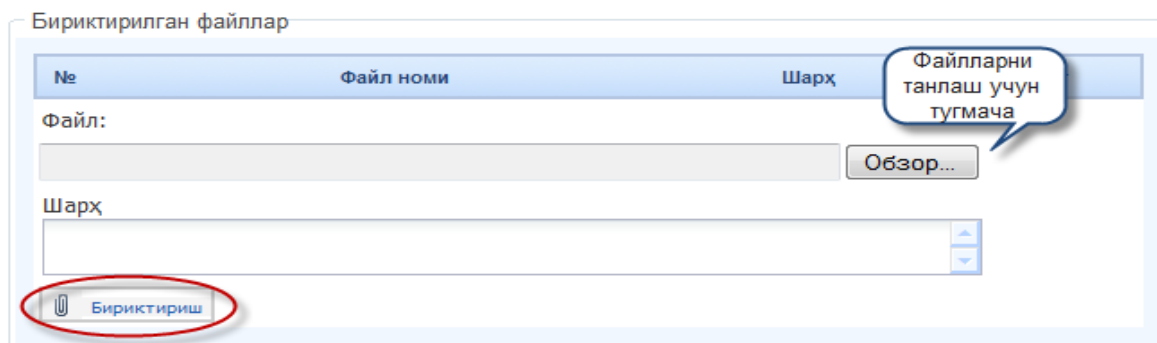 Бириктирилган файллар
№ Файл номи Шарҳ
Файлларни
танлаш учун
тугмача
Файл:
Обзор...
Шарҳ
Бириктириш